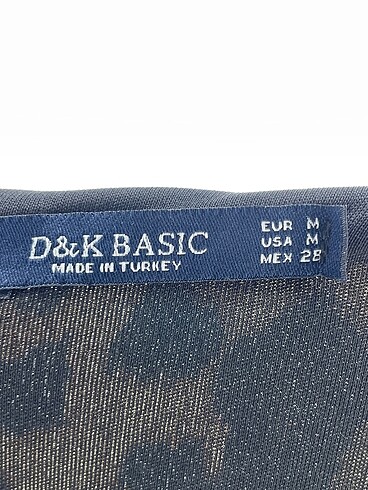 D&K BASIC
MADE IN TURKEY
EUR M
USA M
MEX 28